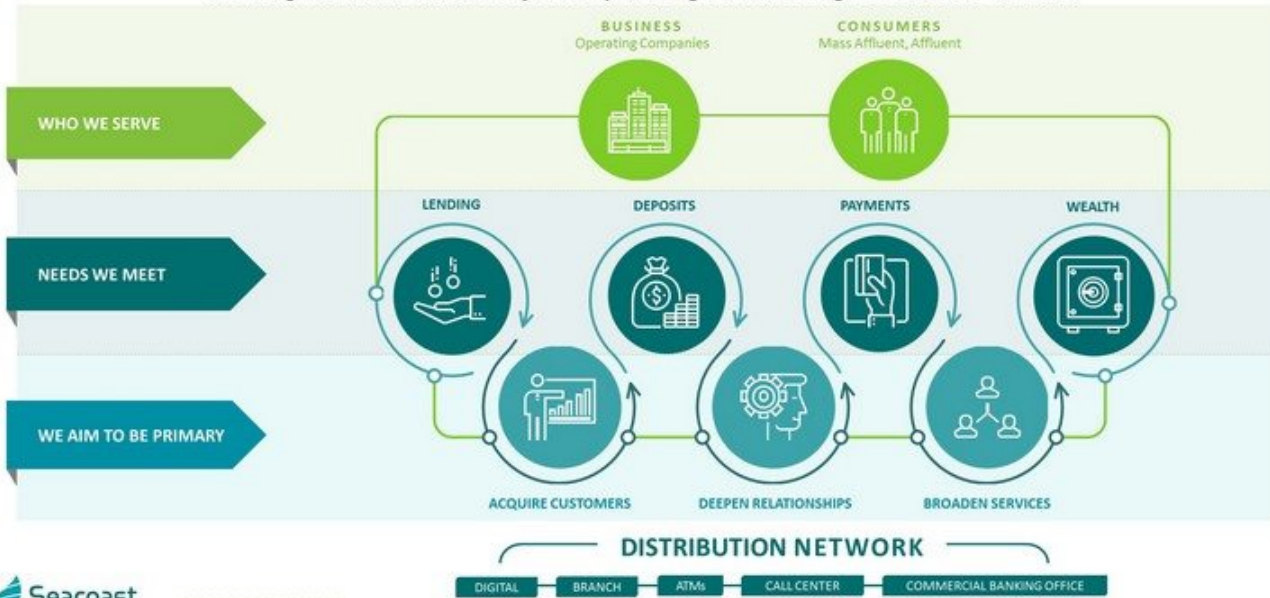 BUSINESS
Operating Companies
CONSUMERS
Mass Affluent, Affluent
WHO WE SERVE
LENDING
DEPOSITS
PAYMENTS
WEALTH
NEEDS WE MEET
$
WE AIM TO BE PRIMARY
ACQUIRE CUSTOMERS
DEEPEN RELATIONSHIPS
BROADEN SERVICES
DISTRIBUTION NETWORK
DIGITAL
BRANCH
ATMs
CALL CENTER
COMMERCIAL BANKING OFFICE
Seacoast